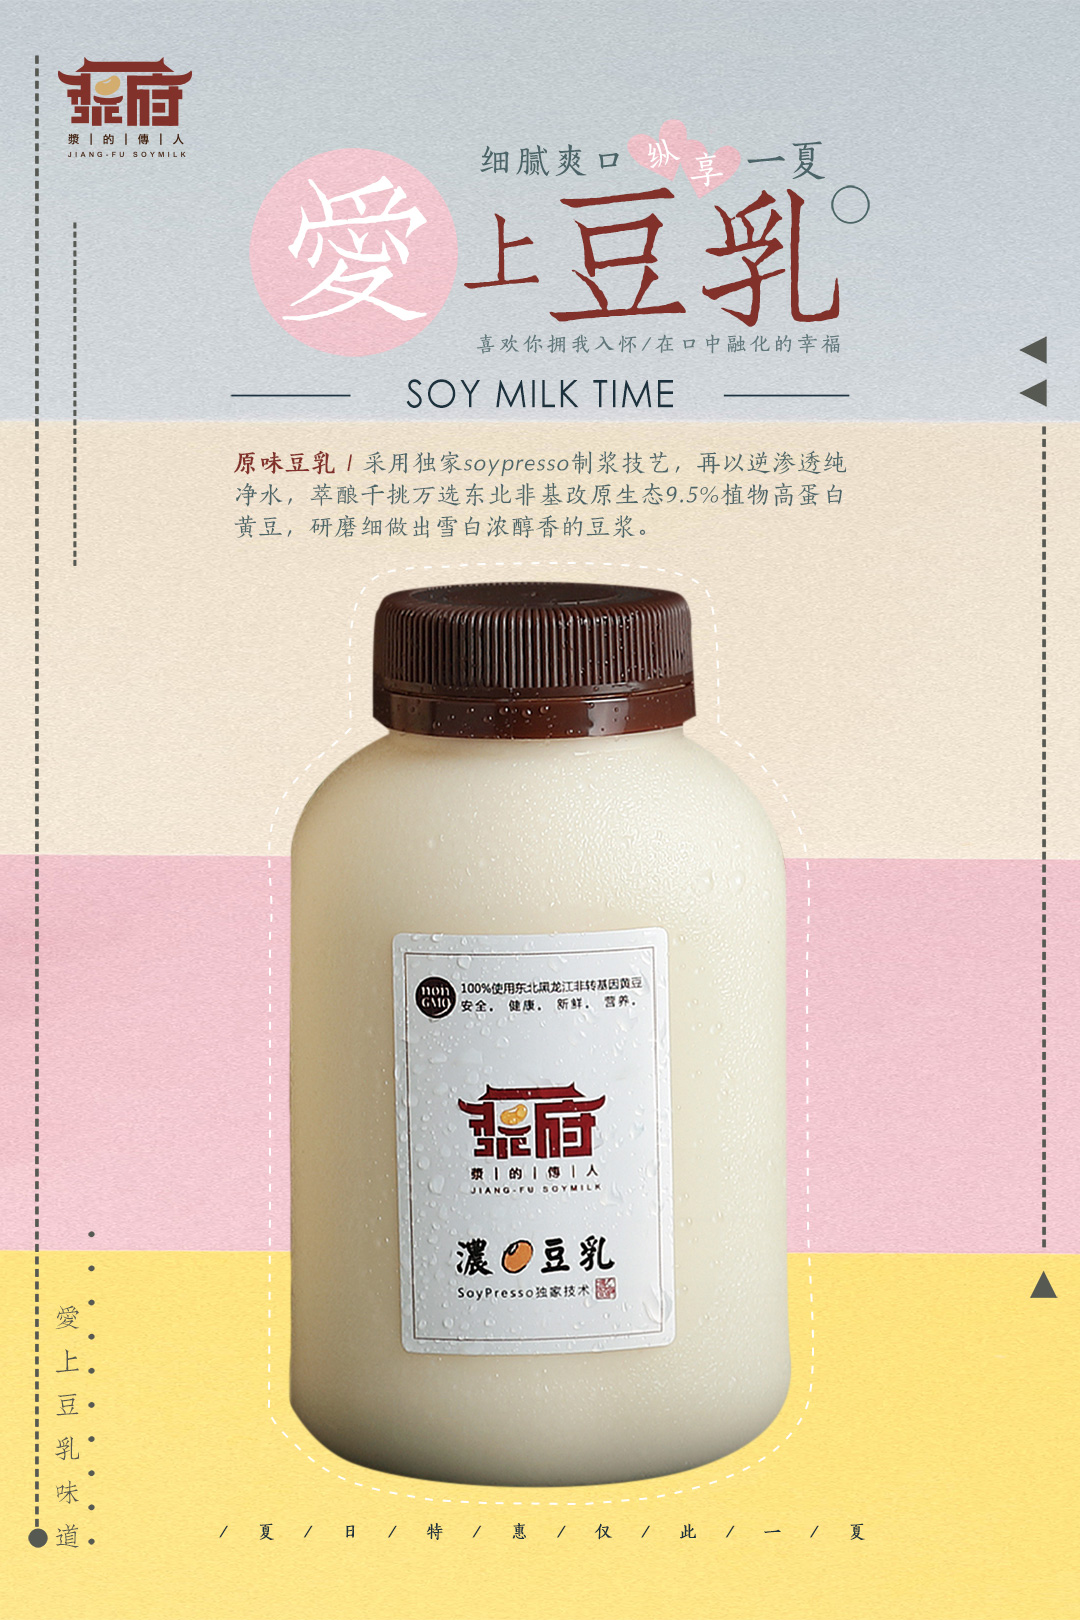 漿府
漿|的|傳|人
JIANG-FU SOYMILK
细腻爽口纵享一夏
愛上豆乳
喜欢你拥我入怀/在口中融化的幸福
SOY MILK TIME
原味豆乳 / 采用独家soypresso制浆技艺，再以逆渗透纯
净水，萃酿千挑万选东北非基改原生态9.5%植物高蛋白
黄豆，研磨细做出雪白浓醇香的豆浆。
non GMO
100%使用东北黑龙江非转基因黄豆
安全。健康。新鲜。营养。
漿府
漿|的|傳|人
JIANG-FU SOYMILK
濃豆乳
SoyPresso独家技术
愛上豆乳味道
/ 夏 / 日 / 特 / 惠 / 仅 / 此 / 一 / 夏